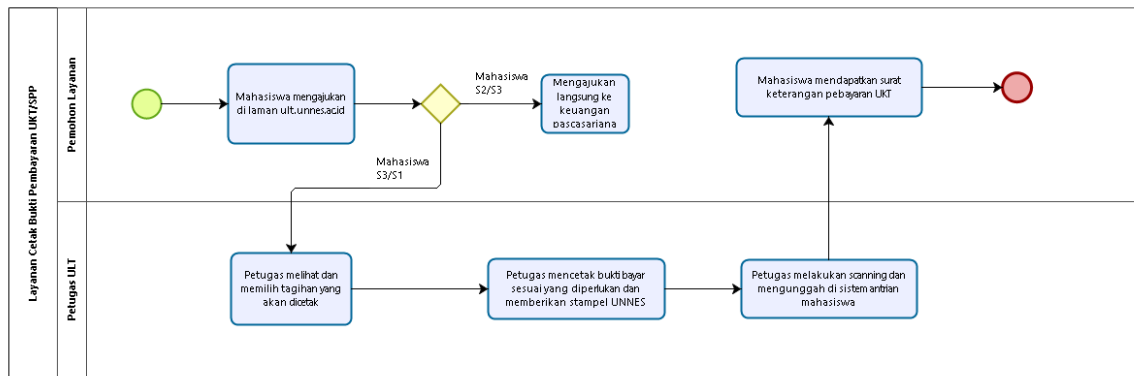 Layanan Cetak Bukti Pembayaran UKT/SPP
Pemohon Layanan
Mahasiswa mengajukan
di laman ult.unnes.ac.id
Mahasiswa
S2/S3
Mengajukan
langsung ke
keuangan
pascasarjana
Mahasiswa
S3/S1
Mahasiswa mendapatkan surat
keterangan pebayaran UKT
Petugas ULT
Petugas melihat dan
memilih tagihan yang
akan dicetak
Petugas mencetak bukti bayar
sesuai yang diperlukan dan
memberikan stampel UNNES
Petugas melakukan scanning dan
mengunggah di sistem antrian
mahasiswa